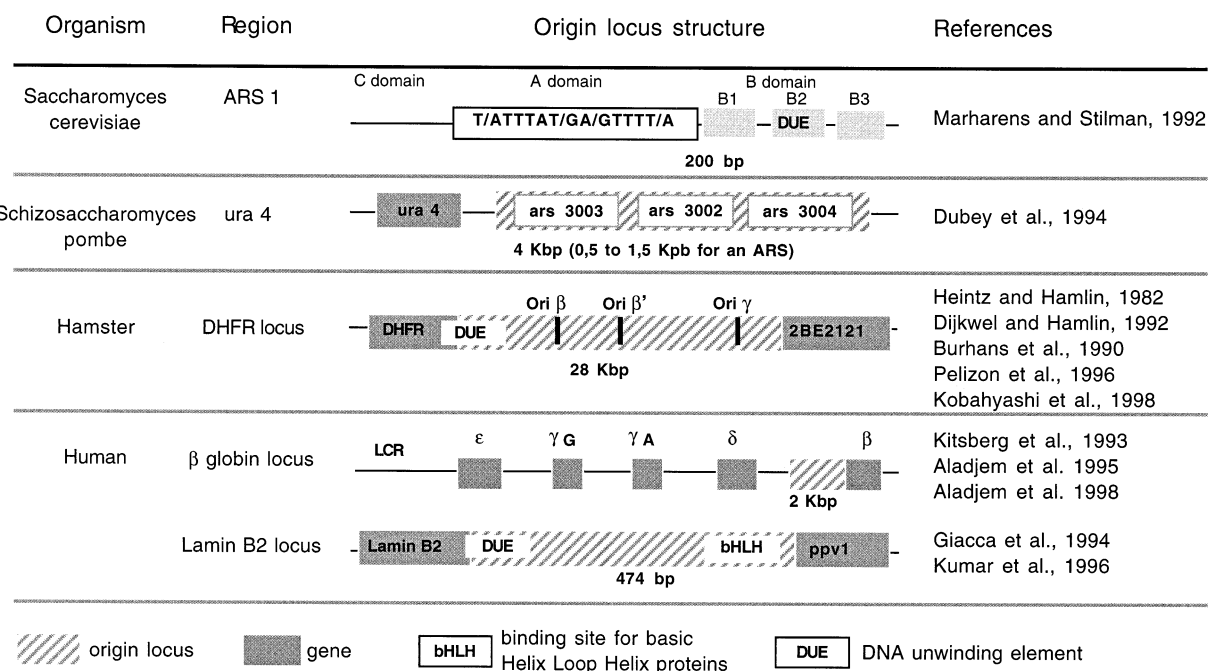 Organism Region Origin locus structure References
C domain A domain B domain
Saccharomyces cerevisiae ARS 1 B1 B2 B3
T/ATTTAT/GA/GTTTT/A DUE Marharens and Stilman, 1992
200 bp
Schizosaccharomyces pombe ura 4 ura 4 ars 3003 ars 3002 ars 3004 Dubey et al., 1994
4 Kbp (0,5 to 1,5 Kpb for an ARS)
Ori β Ori β' Ori γ Heintz and Hamlin, 1982
Hamster DHFR locus DHFR DUE 2BE2121 Dijkwel and Hamlin, 1992
Burhans et al., 1990
28 Kbp Pelizon et al., 1996
Kobahyashi et al., 1998
ε γ G γ A δ β Kitsberg et al., 1993
Human β globin locus LCR Aladjem et al. 1995
2 Kbp Aladjem et al. 1998
Lamin B2 locus Lamin B2 DUE bHLH ppv1 Giacca et al., 1994
474 bp Kumar et al., 1996
origin locus gene bHLH binding site for basic
Helix Loop Helix proteins DUE DNA unwinding element